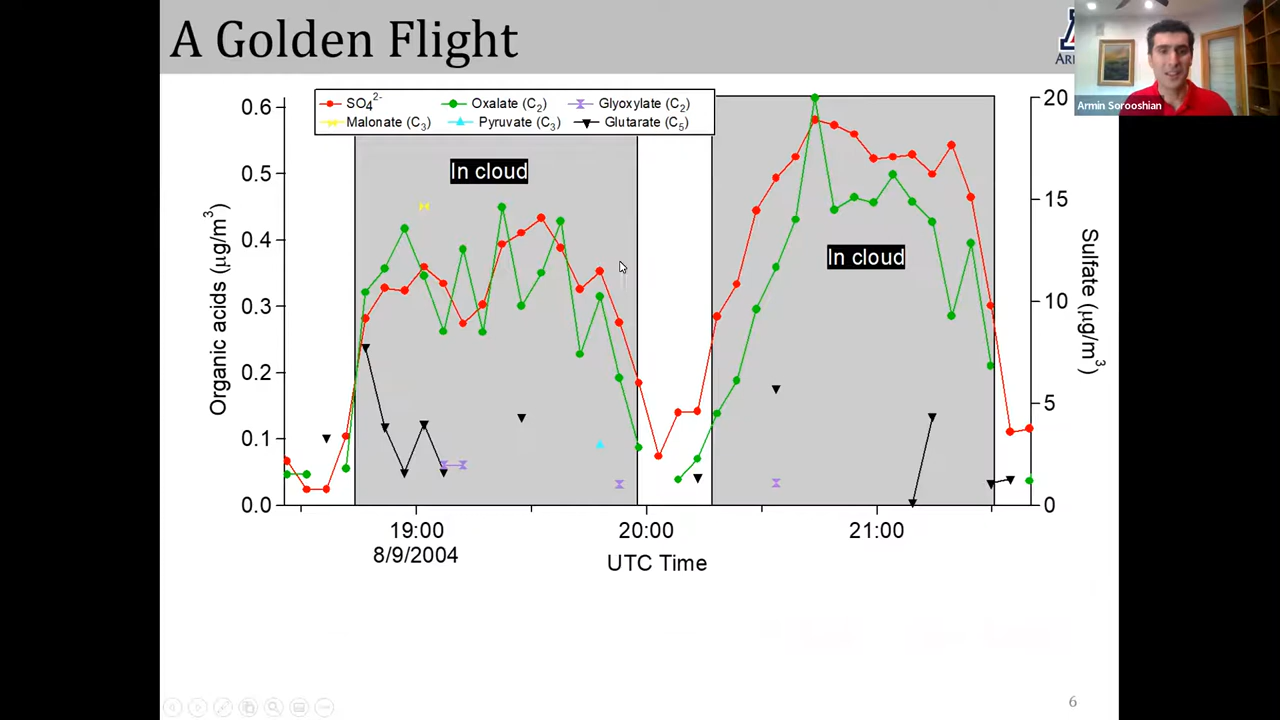 A Golden Flight
AR
Armin Sorooshian
SO₄²⁻ Oxalate (C₂) Glyoxylate (C₂)
Malonate (C₃) Pyruvate (C₃) Glutarate (C₅)
In cloud
In cloud
Organic acids (μg/m³)
0.6
0.5
0.4
0.3
0.2
0.1
0.0
20
15
10
5
0
Sulfate (μg/m³)
19:00 20:00 21:00
8/9/2004
UTC Time
6